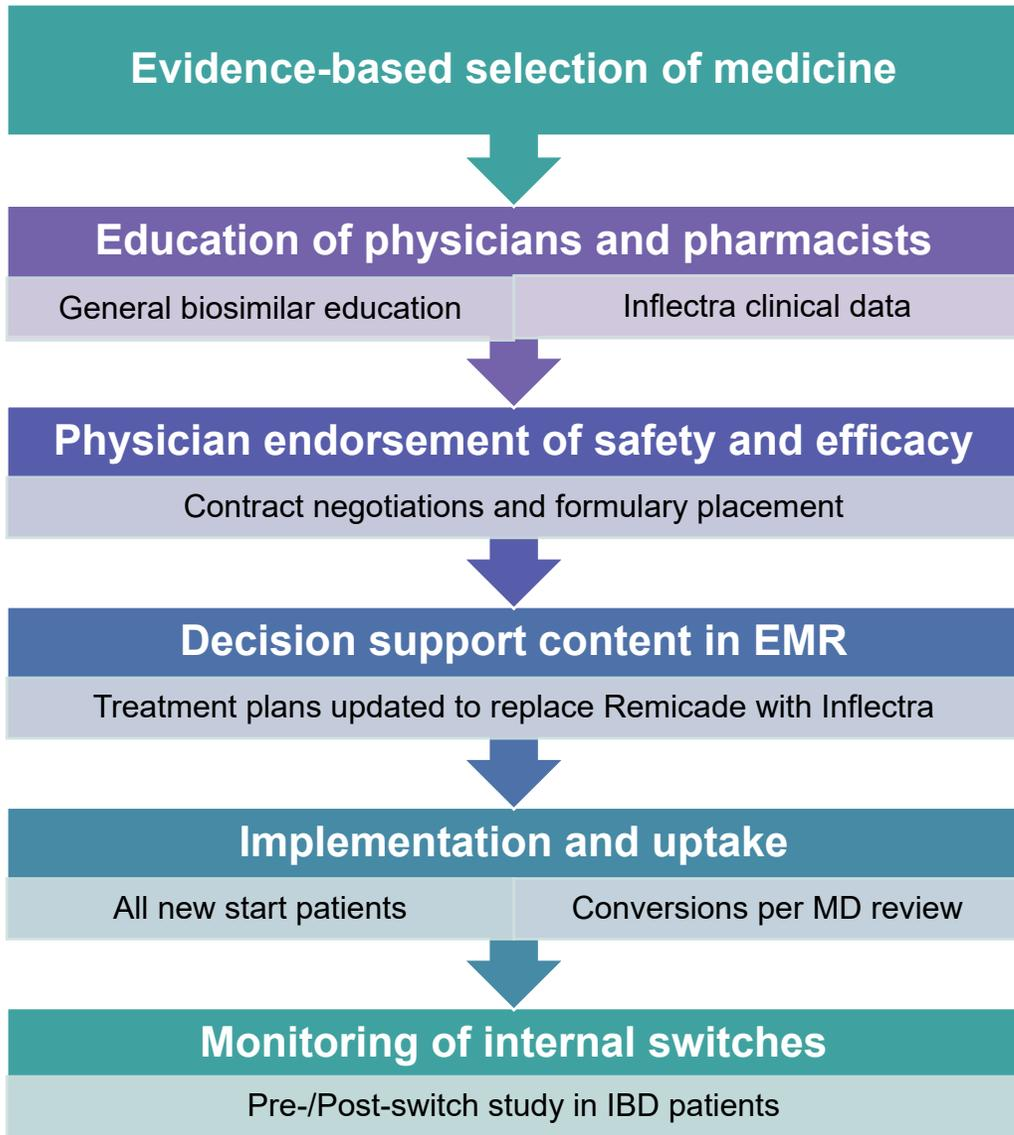 Evidence-based selection of medicine
Education of physicians and pharmacists
General biosimilar education
Inflectra clinical data
Physician endorsement of safety and efficacy
Contract negotiations and formulary placement
Decision support content in EMR
Treatment plans updated to replace Remicade with Inflectra
Implementation and uptake
All new start patients
Conversions per MD review
Monitoring of internal switches
Pre-/Post-switch study in IBD patients